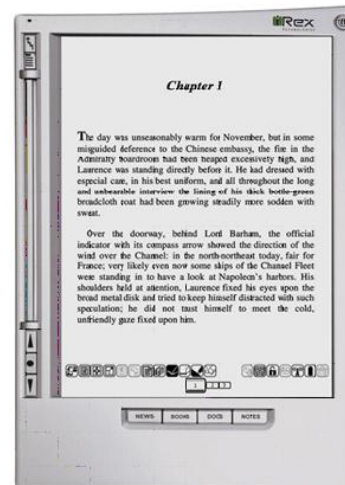 iRex
TECHNOLOGIES
Chapter 1
The day was unseasonably warm for November, but in some
misguided deference to the Chinese embassy, the fire in the
Admiralty boardroom had been heaped excessively high, and
Laurence was standing directly before it. He had dressed with
especial care, in his best uniform, and all throughout the long
and unbearable interview the lining of his thick bottle-green
broadcloth coat had been growing steadily more sodden with
sweat.
Over the doorway, behind Lord Barham, the official
indicator with its compass arrow showed the direction of the
wind over the Channel: in the north-northeast today, fair for
France; very likely even now some ships of the Channel Fleet
were standing in to have a look at Napoleon's harbors. His
shoulders held at attention, Laurence fixed his eyes upon the
broad metal disk and tried to keep himself distracted with such
speculation; he did not trust himself to meet the cold,
unfriendly gaze fixed upon him.
1
NEWS BOOKS DOCS NOTES